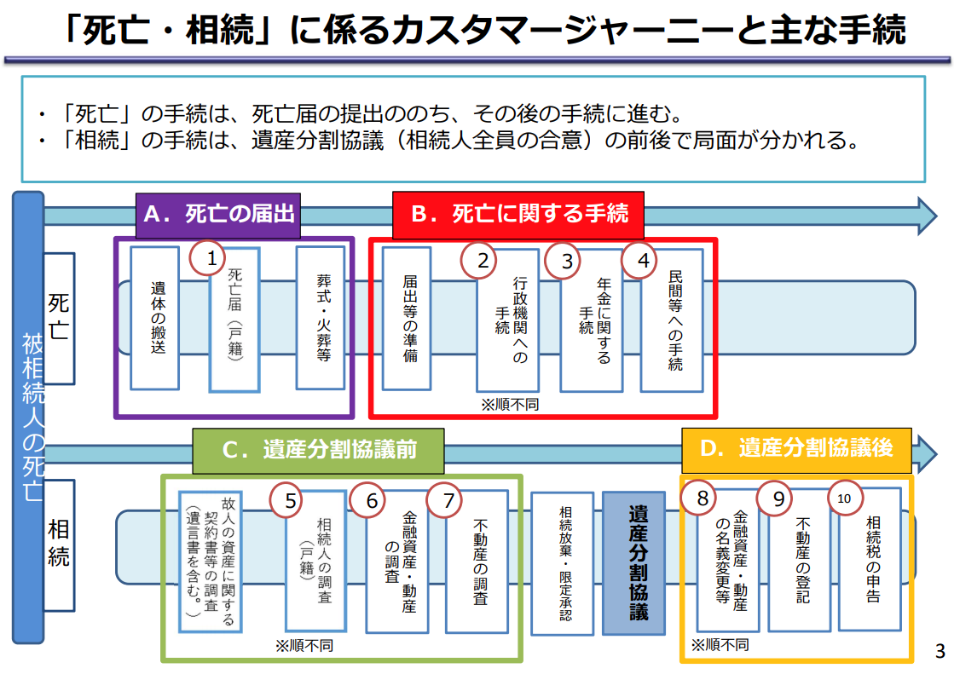 「死亡・相続」に係るカスタマージャーニーと主な手続
・「死亡」の手続は、死亡届の提出ののち、その後の手続に進む。
・「相続」の手続は、遺産分割協議（相続人全員の合意）の前後で局面が分かれる。
被相続人の死亡
A．死亡の届出
B．死亡に関する手続
死亡
遺体の搬送
1
死亡届（戸籍）
葬式・火葬等
届出等の準備
2
行政機関への
手続
3
年金に関する
手続
4
民間等への手続
※順不同
C．遺産分割協議前
D．遺産分割協議後
相続
故人の資産に関する
契約書等の調査
（遺言書を含む。）
5
相続人の調査
（戸籍）
6
金融資産・動産
の調査
7
不動産の調査
※順不同
相続放棄・限定承認
遺産分割協議
8
金融資産・動産
の名義変更等
9
不動産の登記
10
相続税の申告
※順不同
3